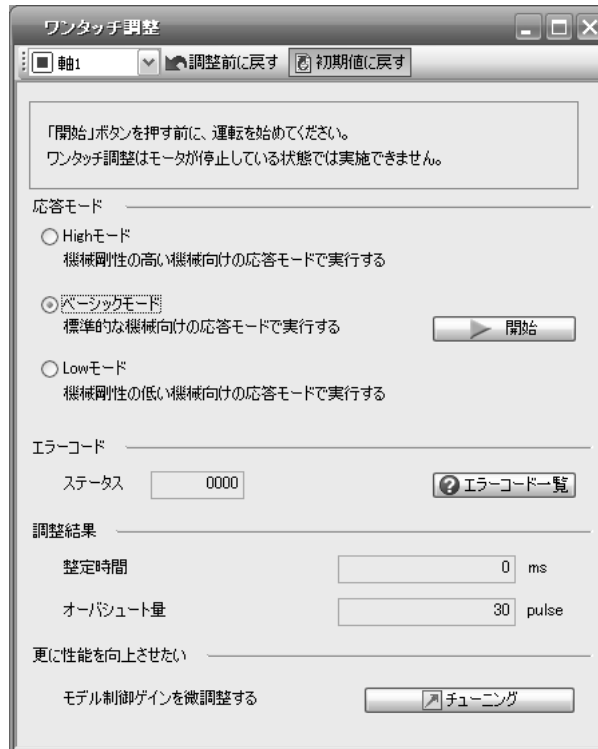 ワンタッチ調整
軸1 調整前に戻す 初期値に戻す
「開始」ボタンを押す前に、運転を始めてください。
ワンタッチ調整はモータが停止している状態では実施できません。
応答モード
Highモード
機械剛性の高い機械向けの応答モードで実行する
ベーシックモード
標準的な機械向けの応答モードで実行する
開始
Lowモード
機械剛性の低い機械向けの応答モードで実行する
エラーコード
ステータス 0000 エラーコード一覧
調整結果
整定時間 0 ms
オーバシュート量 30 pulse
更に性能を向上させたい
モデル制御ゲインを微調整する チューニング